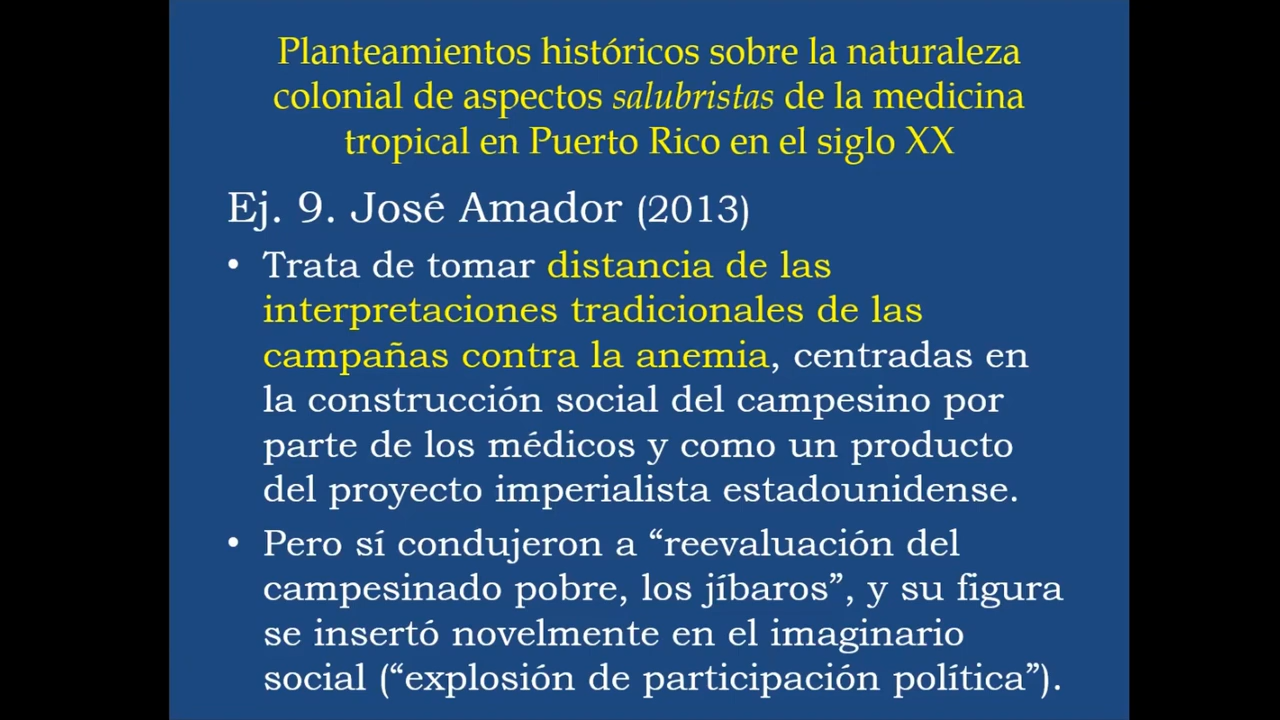 Planteamientos históricos sobre la naturaleza
colonial de aspectos salubristas de la medicina
tropical en Puerto Rico en el siglo XX
Ej. 9. José Amador (2013)
• Trata de tomar distancia de las
interpretaciones tradicionales de las
campañas contra la anemia, centradas en
la construcción social del campesino por
parte de los médicos y como un producto
del proyecto imperialista estadounidense.
• Pero sí condujeron a “reevaluación del
campesinado pobre, los jíbaros”, y su figura
se insertó novelmente en el imaginario
social (“explosión de participación política”).